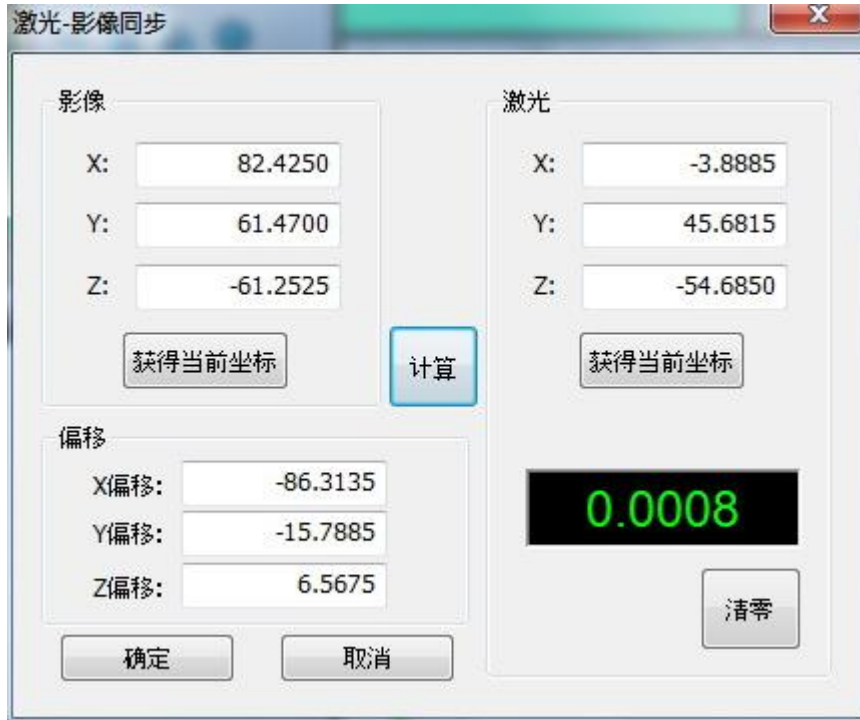 激光-影像同步
影像
X: 82.4250
Y: 61.4700
Z: -61.2525
获得当前坐标
计算
激光
X: -3.8885
Y: 45.6815
Z: -54.6850
获得当前坐标
偏移
X偏移: -86.3135
Y偏移: -15.7885
Z偏移: 6.5675
0.0008
清零
确定
取消